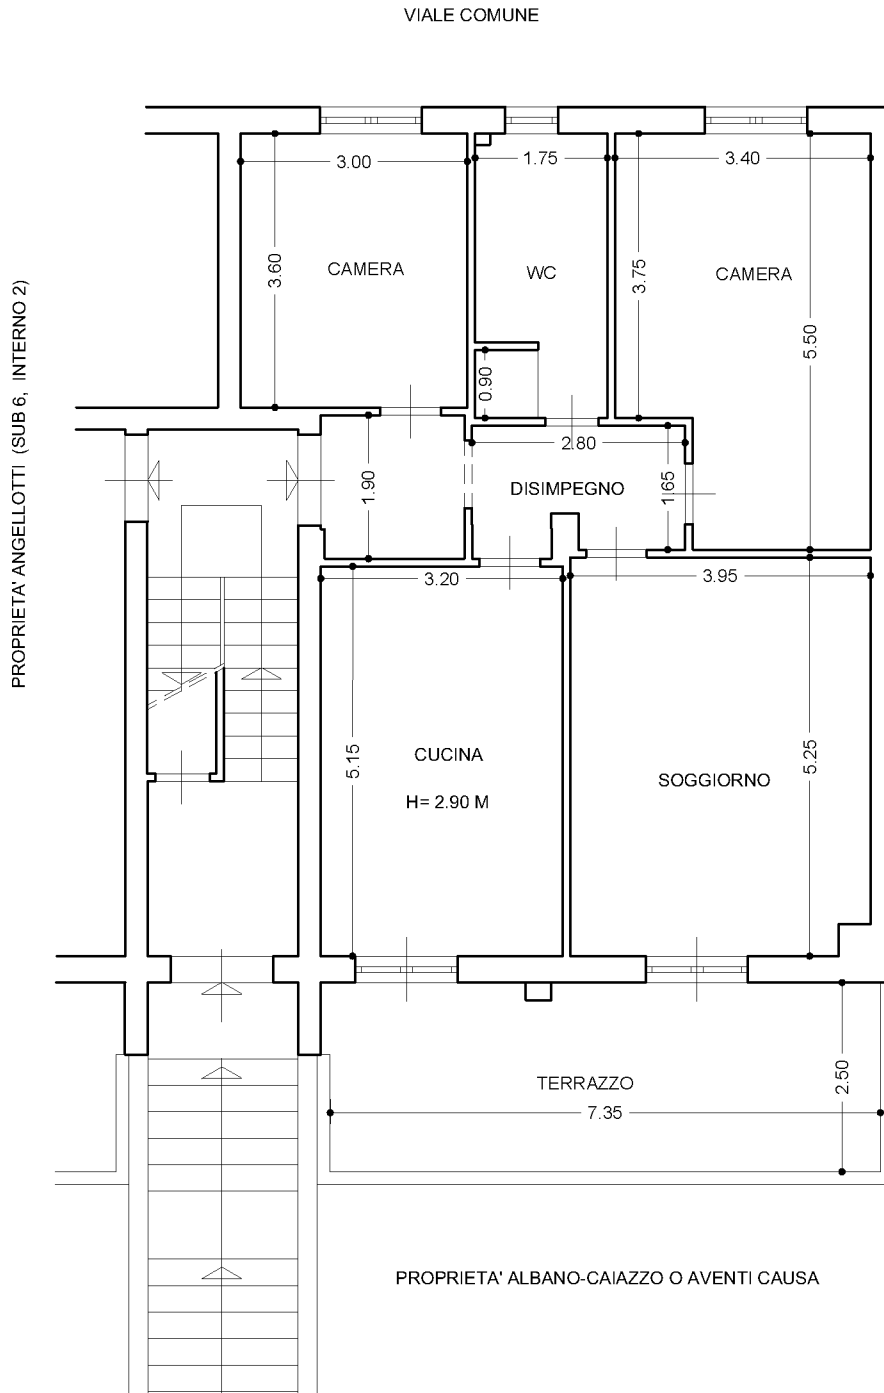 VIALE COMUNE
3.00
1.75
3.40
3.60
CAMERA
WC
3.75
CAMERA
5.50
PROPRIETA' ANGELLOTTI (SUB 6, INTERNO 2)
0.90
2.80
1.90
DISIMPEGNO
1.65
3.20
3.95
5.15
CUCINA
H= 2.90 M
5.25
SOGGIORNO
TERRAZZO
7.35
2.50
PROPRIETA' ALBANO-CAIAZZO O AVENTI CAUSA